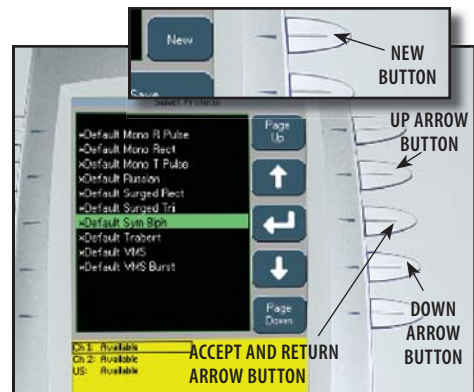 New
Save
NEW
BUTTON
Select Protocol
UP ARROW
BUTTON
Page
Up
×Default Mono R Pulse
×Default Mono Rect
×Default Mono T Pulse
×Default Russian
×Default Surged Rect
×Default Surged Tri
×Default Sym Biph
×Default Trabert
×Default VMS
×Default VMS Burst
Page
Down
DOWN
ARROW
BUTTON
ACCEPT AND RETURN
ARROW BUTTON
Ch 1: Available
Ch 2: Available
US: Available